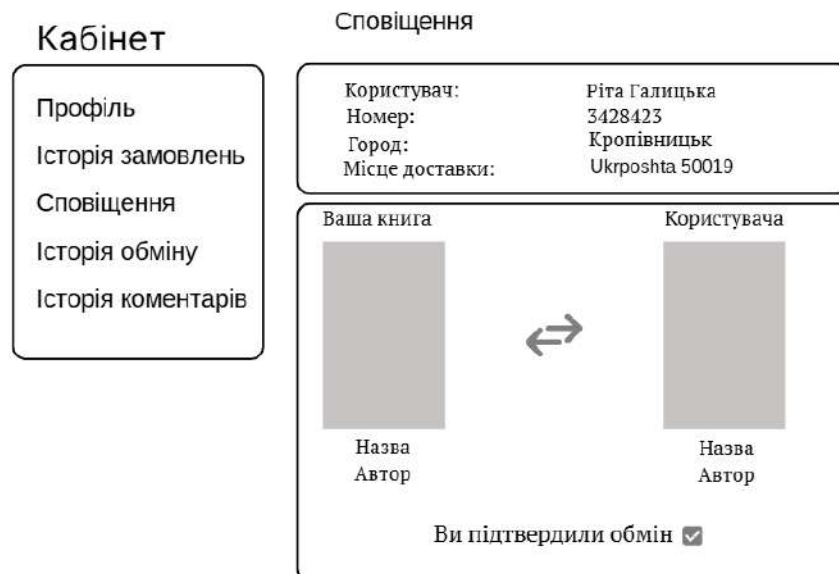 Кабінет
Профіль
Історія замовлень
Сповіщення
Історія обміну
Історія коментарів
Сповіщення
Користувач: Ріта Галицька
Номер: 3428423
Город: Кропівницьк
Місце доставки: Ukrposhta 50019
Ваша книга Користувача
Назва Назва
Автор Автор
Ви підтвердили обмін